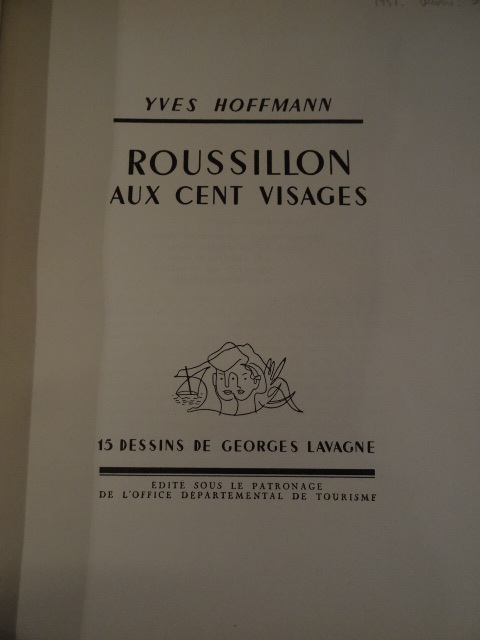 YVES HOFFMANN
ROUSSILLON
AUX CENT VISAGES
15 DESSINS DE GEORGES LAVAGNE
EDITE SOUS LE PATRONAGE
DE L'OFFICE DÉPARTEMENTAL DE TOURISME